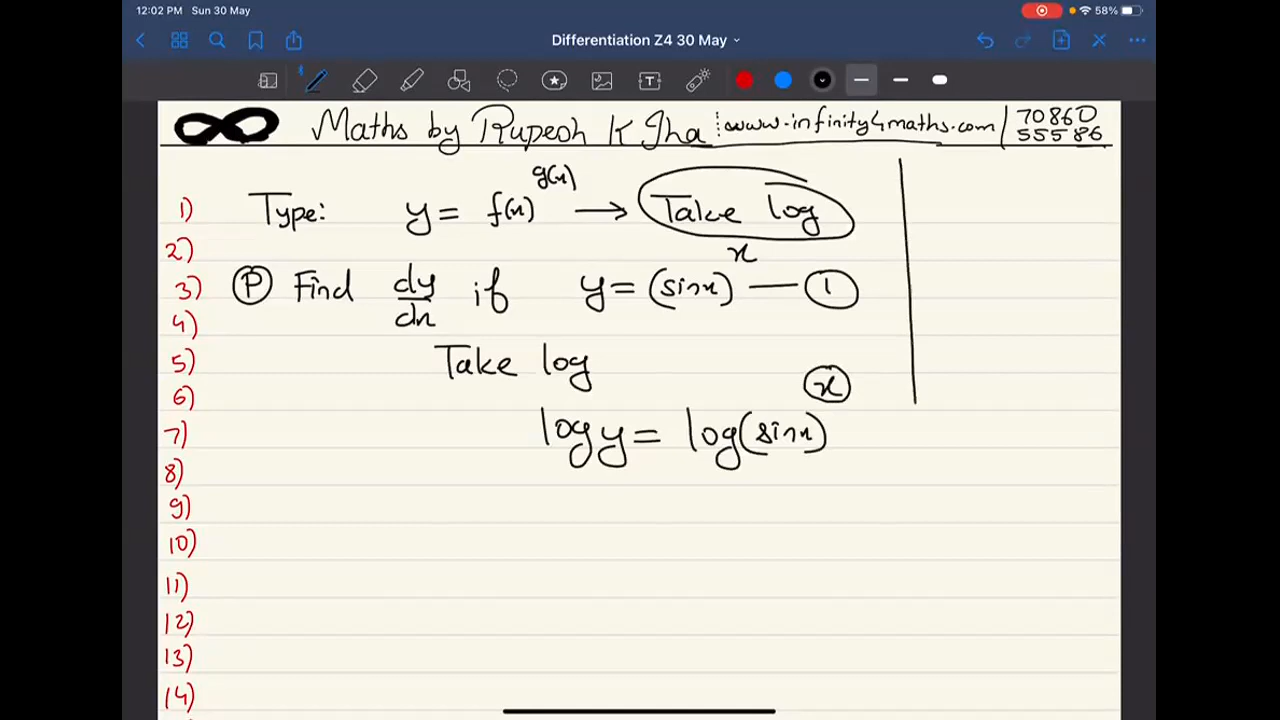 12:02 PM Sun 30 May 58%
Differentiation Z4 30 May
∞ Maths by Rupesh K Jha www.infinity4maths.com 70860 55586
1) Type: y = f(x)^g(x) → Take log
2)
3) (P) Find dy/dx if y = (sinx)^x — (1)
4)
5) Take log
6)
7) log y = log(sinx)^x
8)
9)
10)
11)
12)
13)
14)